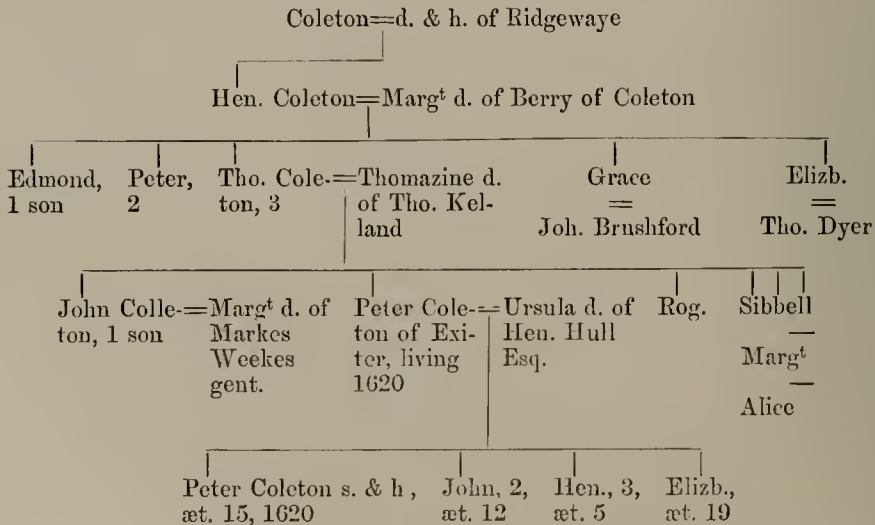 Coleton=d. & h. of Ridgewaye
Hen. Coleton=Margt d. of Berry of Coleton
Edmond, 1 son
Peter, 2
Tho. Cole-=Thomazine d.
ton, 3 of Tho. Kel-
land
Grace
=
Joh. Brushford
Elizb.
=
Tho. Dyer
John Colle-=Margt d. of
ton, 1 son Markes
Weekes
gent.
Peter Cole-=Ursula d. of
ton of Exi- Hen. Hull
ter, living Esq.
1620
Rog.
Sibbell
—
Margt
—
Alice
Peter Coleton s. & h,
æt. 15, 1620
John, 2,
æt. 12
Hen., 3,
æt. 5
Elizb.,
æt. 19